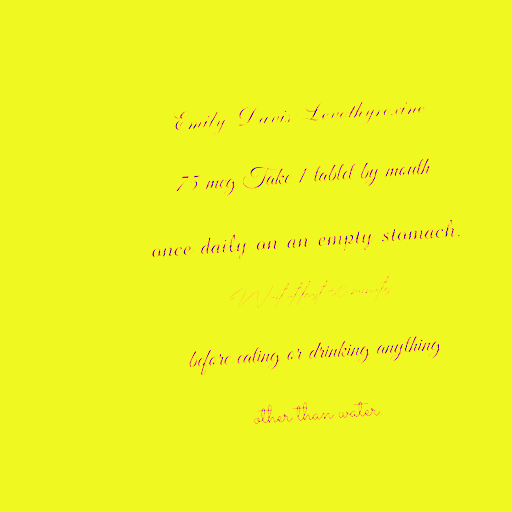 Emily Davis Levothyroxine
75 mcg Take 1 tablet by mouth
once daily on an empty stomach.
before eating or drinking anything
other than water